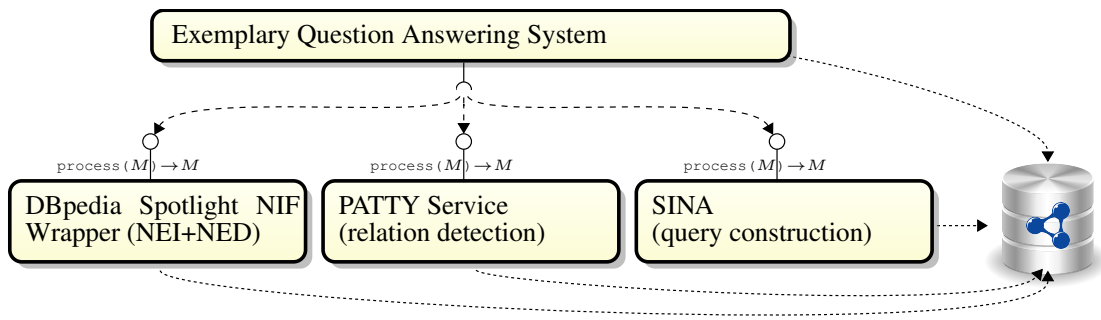 Exemplary Question Answering System
process(M)→M
process(M)→M
process(M)→M
DBpedia Spotlight NIF
Wrapper (NEI+NED)
PATTY Service
(relation detection)
SINA
(query construction)